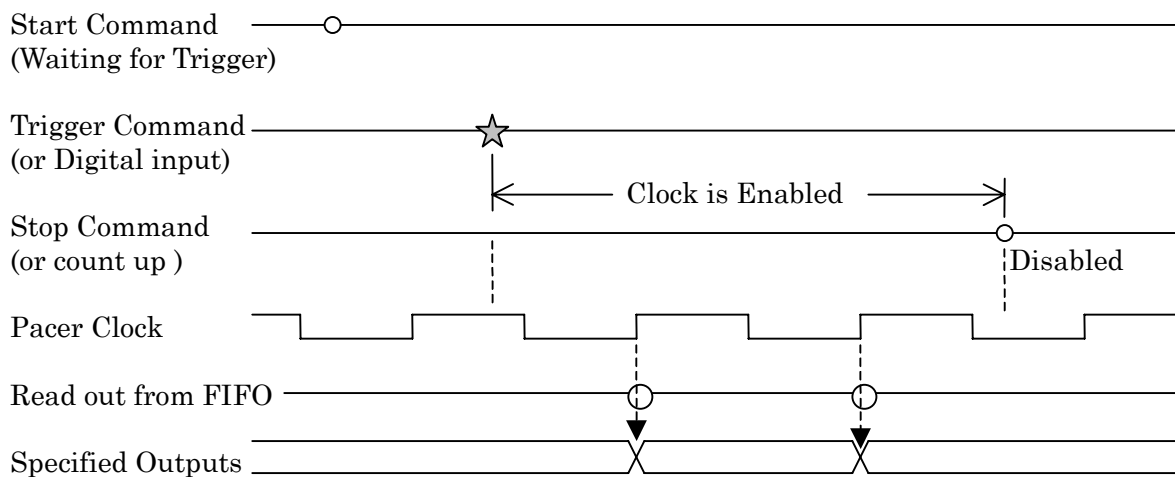 Start Command
(Waiting for Trigger)
Trigger Command
(or Digital input)
Clock is Enabled
Stop Command
(or count up )
Disabled
Pacer Clock
Read out from FIFO
Specified Outputs